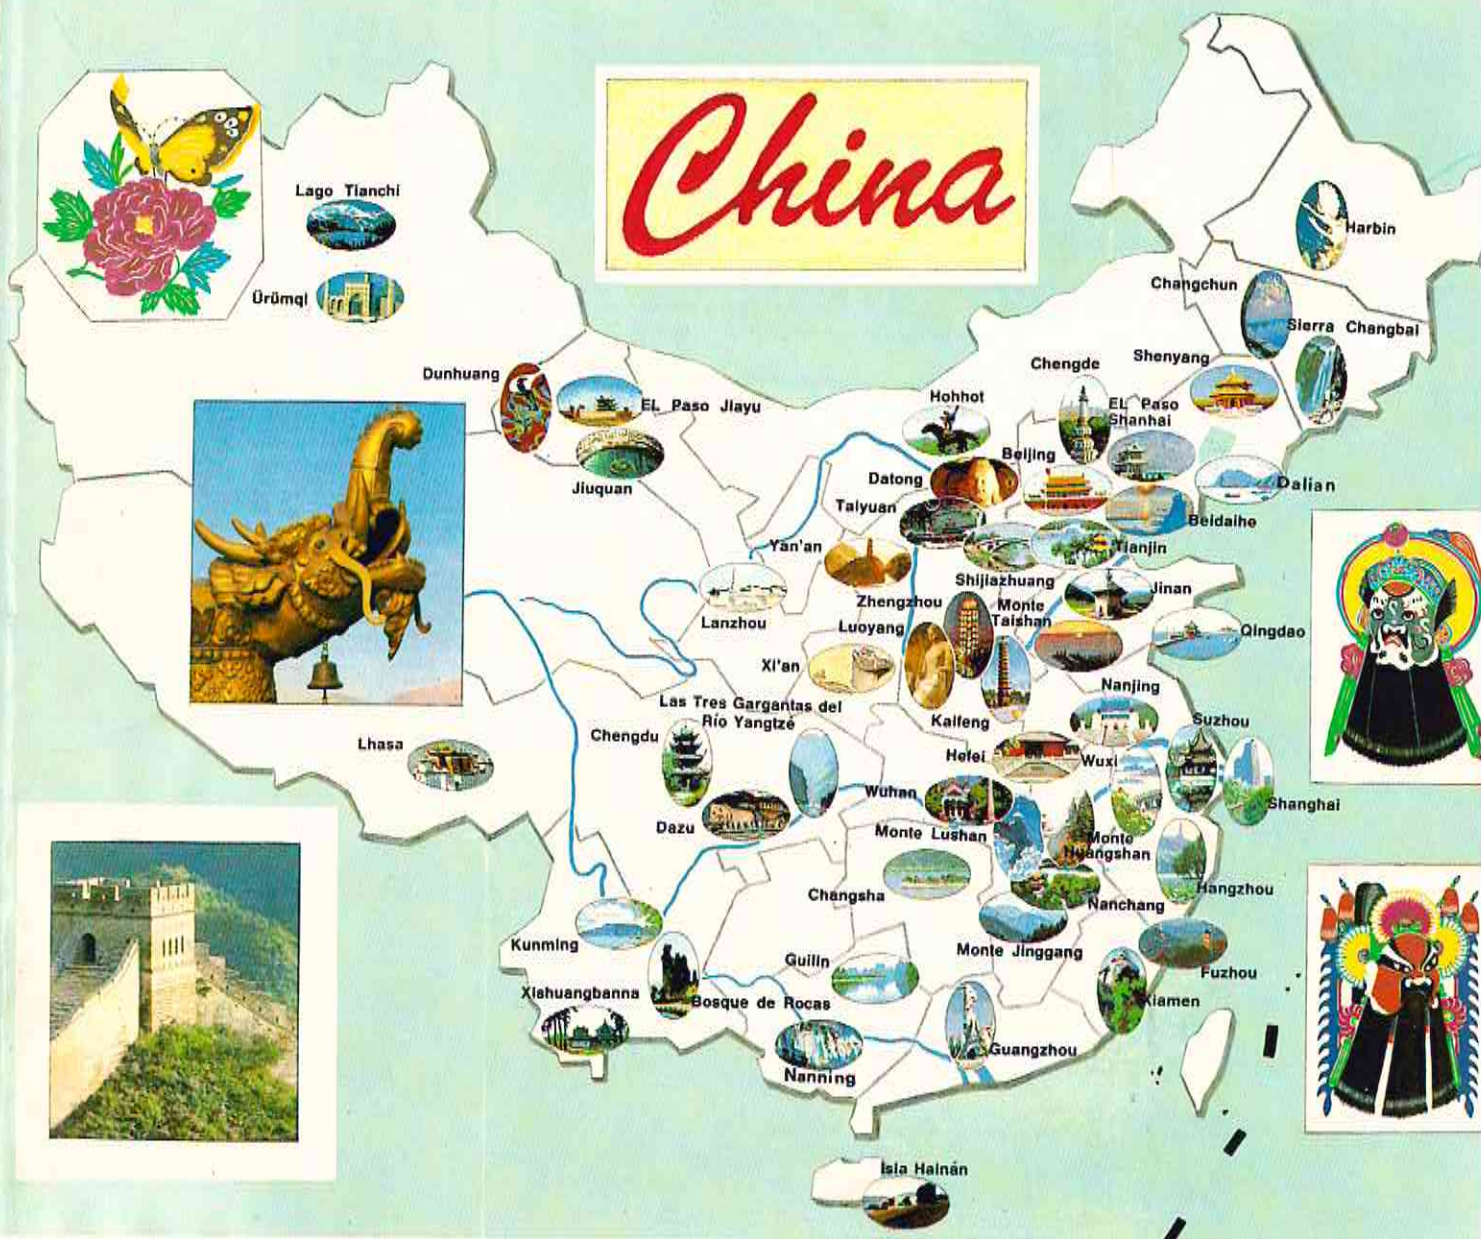 China
Lago Tianchi
Harbin
Changchun
Ürümqi
Sierra Changbai
Shenyang
Chengde
Dunhuang
Hohhot
EL Paso
Shanhai
EL Paso Jiayu
Beijing
Datong
Dalian
Jiuquan
Taiyuan
Beidaihe
Yan'an
Tianjin
Shijiazhuang
Jinan
Zhengzhou
Monte
Taishan
Lanzhou
Luoyang
Qingdao
Xi'an
Nanjing
Las Tres Gargantas del
Río Yangtzé
Kaifeng
Suzhou
Chengdu
Lhasa
Hefei
Wuxi
Wuhan
Shanghai
Dazu
Monte Lushan
Monte
Huangshan
Hangzhou
Changsha
Nanchang
Kunming
Monte Jinggang
Guilin
Fuzhou
Xishuangbanna
Bosque de Rocas
Xiamen
Guangzhou
Nanning
Isla Hainán